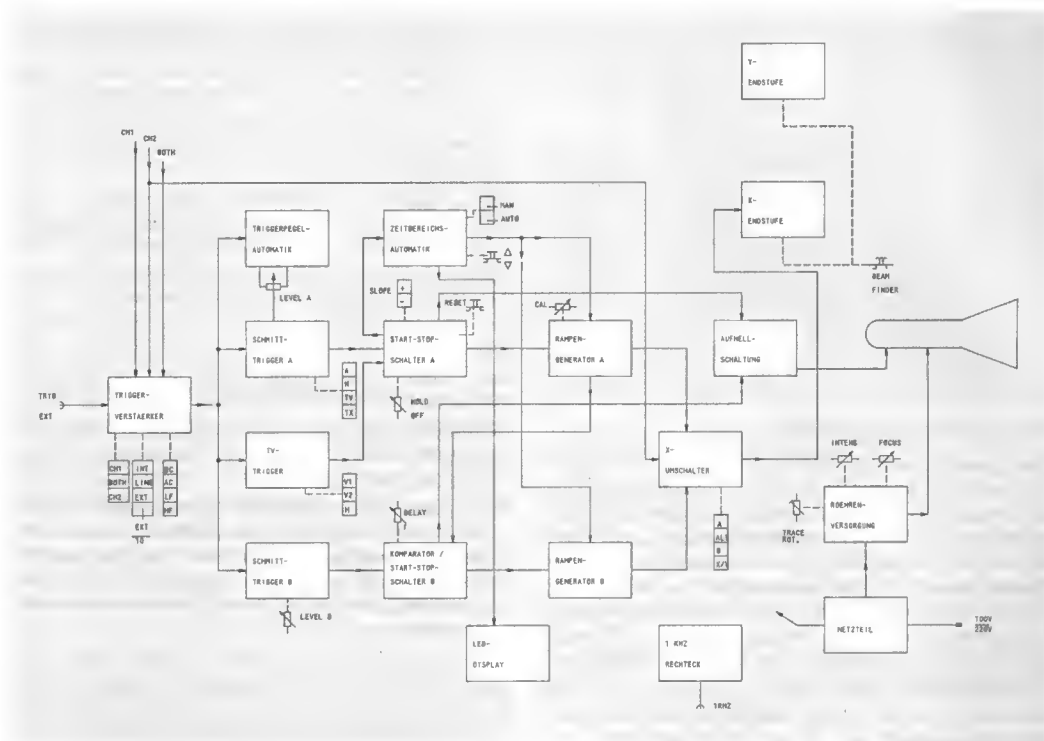 Y-
ENDSTUFE
CH1
CH2
BOTH
TRIGGERPEGEL-
AUTOMATIK
ZEITBEREICHS-
AUTOMATIK
MAN
AUTO
X-
ENDSTUFE
BEAM
FINDER
LEVEL A
SLOPE
+
-
RESET
CAL
SCHMITT-
TRIGGER A
START-STOP-
SCHALTER A
RAMPEN-
GENERATOR A
AUFHELL-
SCHALTUNG
TRIG
EXT
TRIGGER-
VERSTAERKER
A
N
TV
TX
HOLD
OFF
TV-
TRIGGER
X-
UMSCHALTER
INTENS
FOCUS
CH1
BOTH
CH2
INT
LINE
EXT
EXT
10
DC
AC
LF
HF
V1
V2
H
DELAY
TRACE
ROT.
ROEHREN-
VERSORGUNG
A
ALT
B
X/Y
SCHMITT-
TRIGGER B
KOMPARATOR /
START-STOP-
SCHALTER B
RAMPEN-
GENERATOR B
LEVEL B
NETZTEIL
100V
220V
LED-
DISPLAY
1 KHZ
RECHTECK
1KHZ